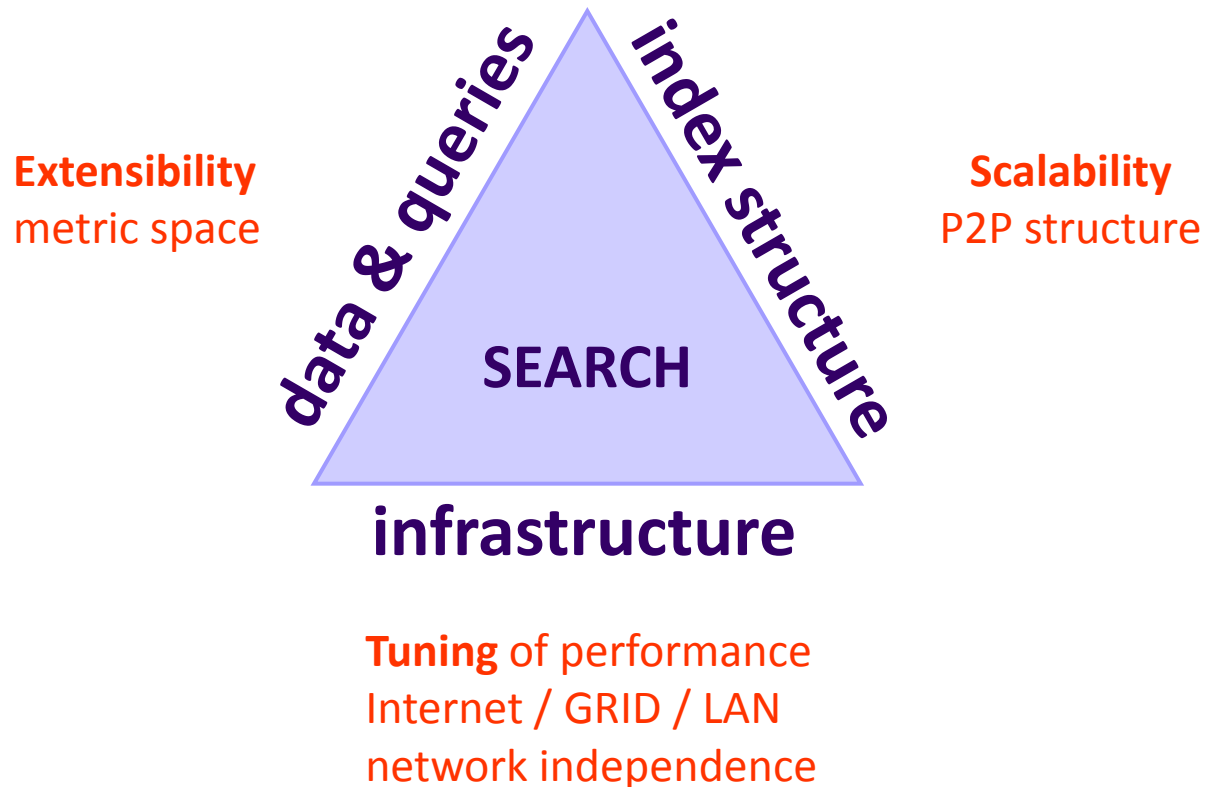 data & queries
index structure
Extensibility
metric space
Scalability
P2P structure
SEARCH
infrastructure
Tuning of performance
Internet / GRID / LAN
network independence